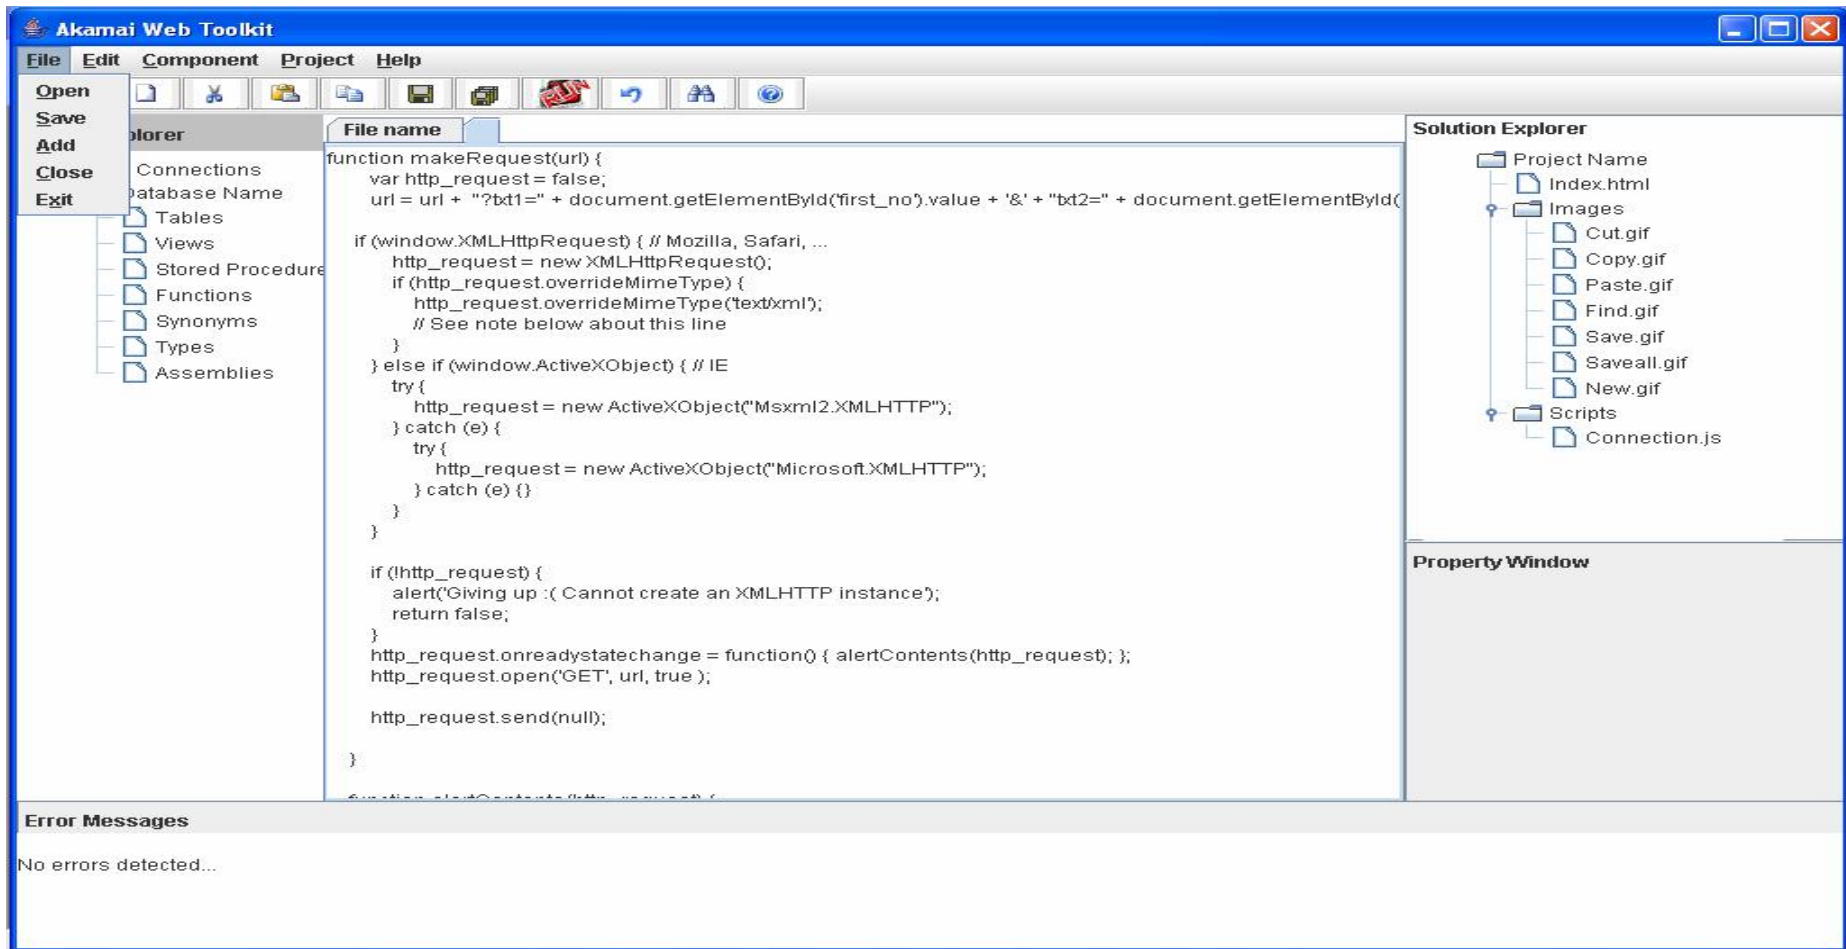 Akamai Web Toolkit
File Edit Component Project Help
Open
Save
Add
Close
Exit
RUN
Connections
Database Name
Tables
Views
Stored Procedure
Functions
Synonyms
Types
Assemblies
File name
function makeRequest(url) {
var http_request = false;
url = url + "?txt1=" + document.getElementById('first_no').value + '&' + "txt2=" + document.getElementById(
if (window.XMLHttpRequest) { // Mozilla, Safari, ...
http_request = new XMLHttpRequest();
if (http_request.overrideMimeType) {
http_request.overrideMimeType('text/xml');
// See note below about this line
}
} else if (window.ActiveXObject) { // IE
try {
http_request = new ActiveXObject("Msxml2.XMLHTTP");
} catch (e) {
try {
http_request = new ActiveXObject("Microsoft.XMLHTTP");
} catch (e) {}
}
}
if (!http_request) {
alert('Giving up :( Cannot create an XMLHTTP instance');
return false;
}
http_request.onreadystatechange = function() { alertContents(http_request); };
http_request.open('GET', url, true );
http_request.send(null);
}
function alertContents(http_request) {
Solution Explorer
Project Name
Index.html
Images
Cut.gif
Copy.gif
Paste.gif
Find.gif
Save.gif
Saveall.gif
New.gif
Scripts
Connection.js
Property Window
Error Messages
No errors detected...